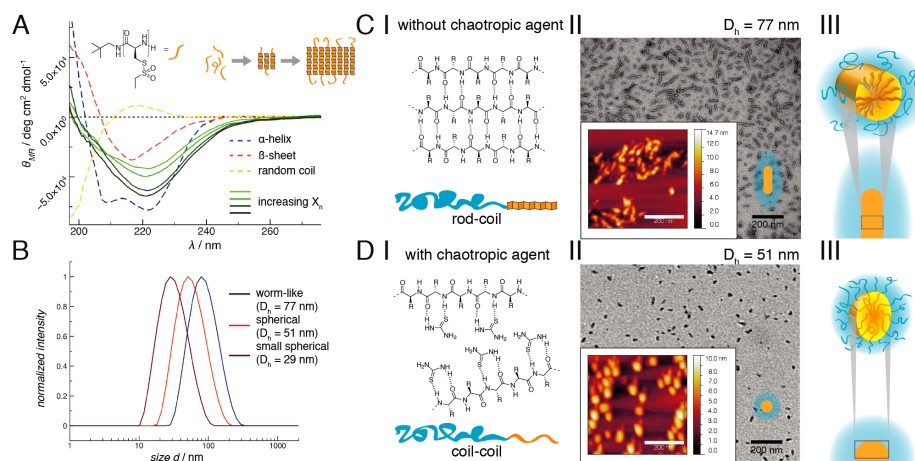 A
C I without chaotropic agent
II
D_h = 77 nm
III
θ_MR / deg cm² dmol⁻¹
5.0×10⁴
0.0×10⁰
-5.0×10⁴
200 220 240 260
λ / nm
α-helix
ß-sheet
random coil
increasing X_n
rod-coil
14.7 nm
12.0
10.0
8.0
6.0
4.0
2.0
0.0
200 nm
200 nm
B
normalized intensity
1
0.8
0.6
0.4
0.2
0
1 10 100 1000
size d / nm
worm-like
(D_h = 77 nm)
spherical
(D_h = 51 nm)
small spherical
(D_h = 29 nm)
D I with chaotropic agent
II
D_h = 51 nm
III
coil-coil
10.0 nm
9.0
8.0
7.0
6.0
5.0
4.0
3.0
2.0
1.0
0.0
200 nm
200 nm